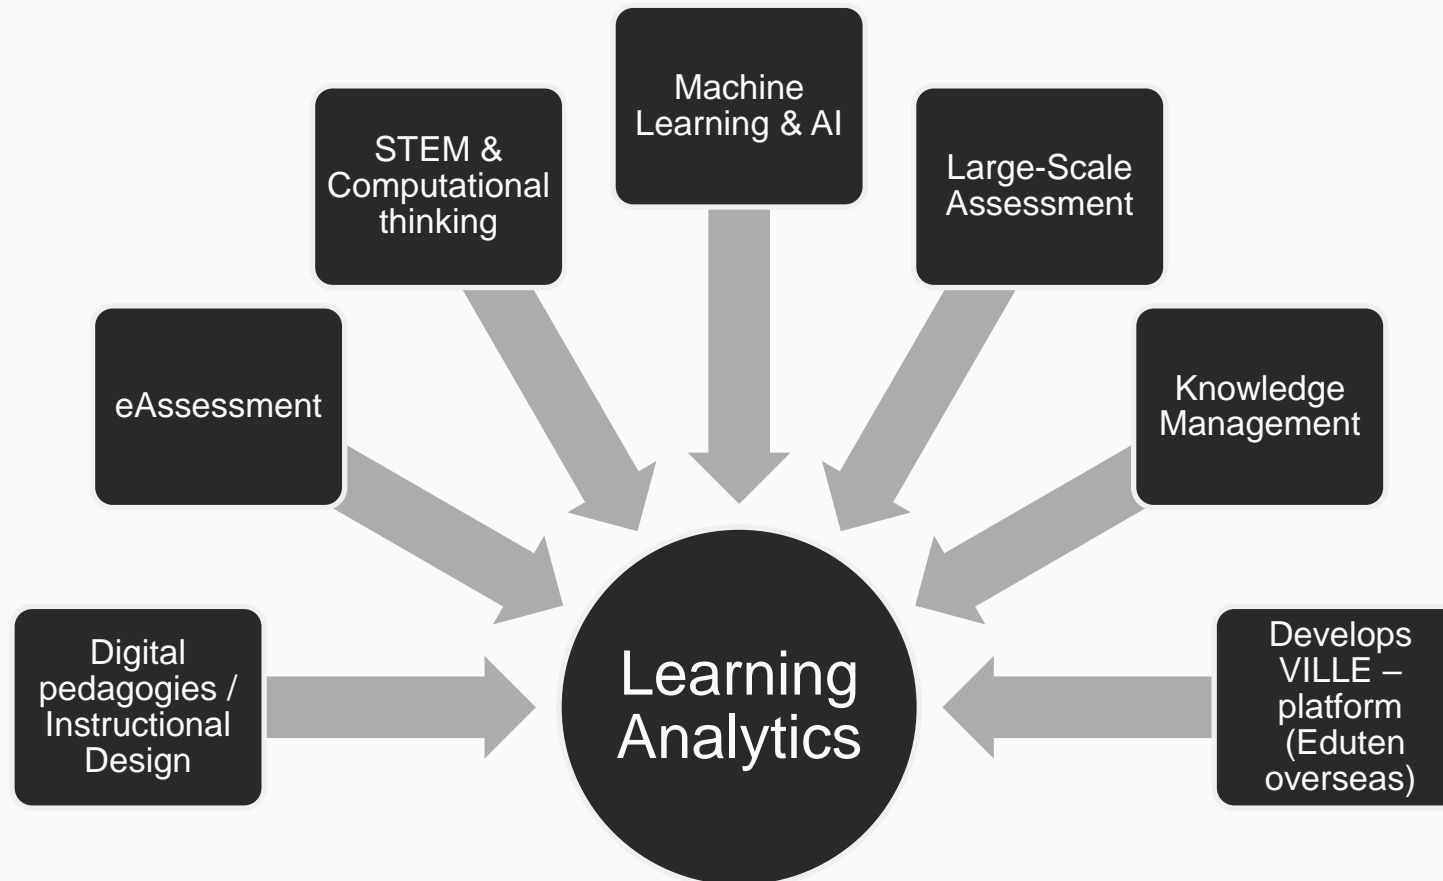 Machine
Learning & AI
STEM &
Computational
thinking
Large-Scale
Assessment
eAssessment
Knowledge
Management
Digital
pedagogies /
Instructional
Design
Learning
Analytics
Develops
VILLE –
platform
(Eduten
overseas)